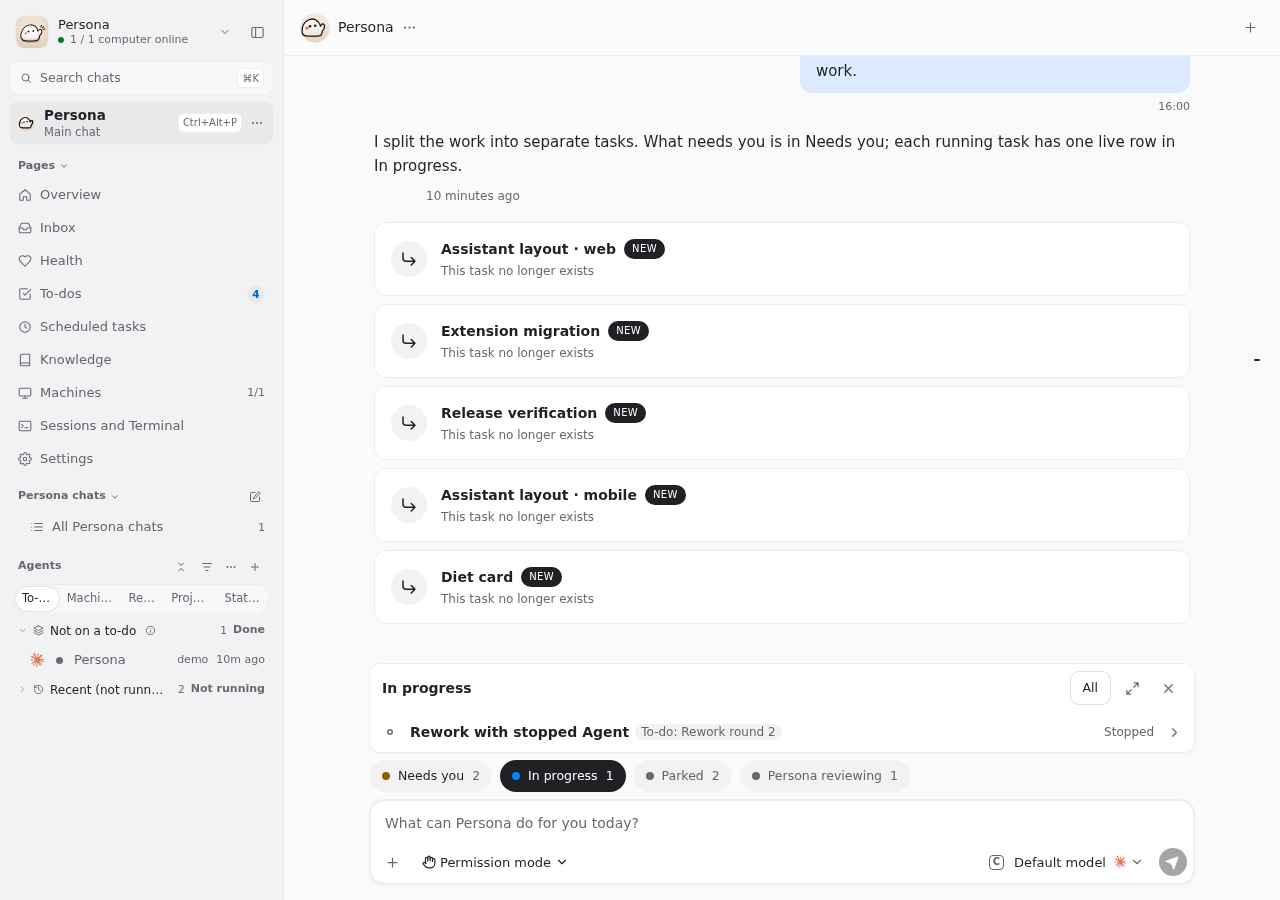 Persona
1 / 1 computer online
Search chats
⌘K
Persona
Main chat
Ctrl+Alt+P
Pages
Overview
Inbox
Health
To-dos
4
Scheduled tasks
Knowledge
Machines
1/1
Sessions and Terminal
Settings
Persona chats
All Persona chats
1
Agents
To-…
Machi…
Re…
Proj…
Stat…
Not on a to-do
1 Done
Persona
demo 10m ago
Recent (not runn…
2 Not running
Persona
work.
16:00
I split the work into separate tasks. What needs you is in Needs you; each running task has one live row in
In progress.
10 minutes ago
Assistant layout · web NEW
This task no longer exists
Extension migration NEW
This task no longer exists
Release verification NEW
This task no longer exists
Assistant layout · mobile NEW
This task no longer exists
Diet card NEW
This task no longer exists
In progress
All
Rework with stopped Agent To-do: Rework round 2
Stopped
Needs you 2
In progress 1
Parked 2
Persona reviewing 1
What can Persona do for you today?
Permission mode
C Default model